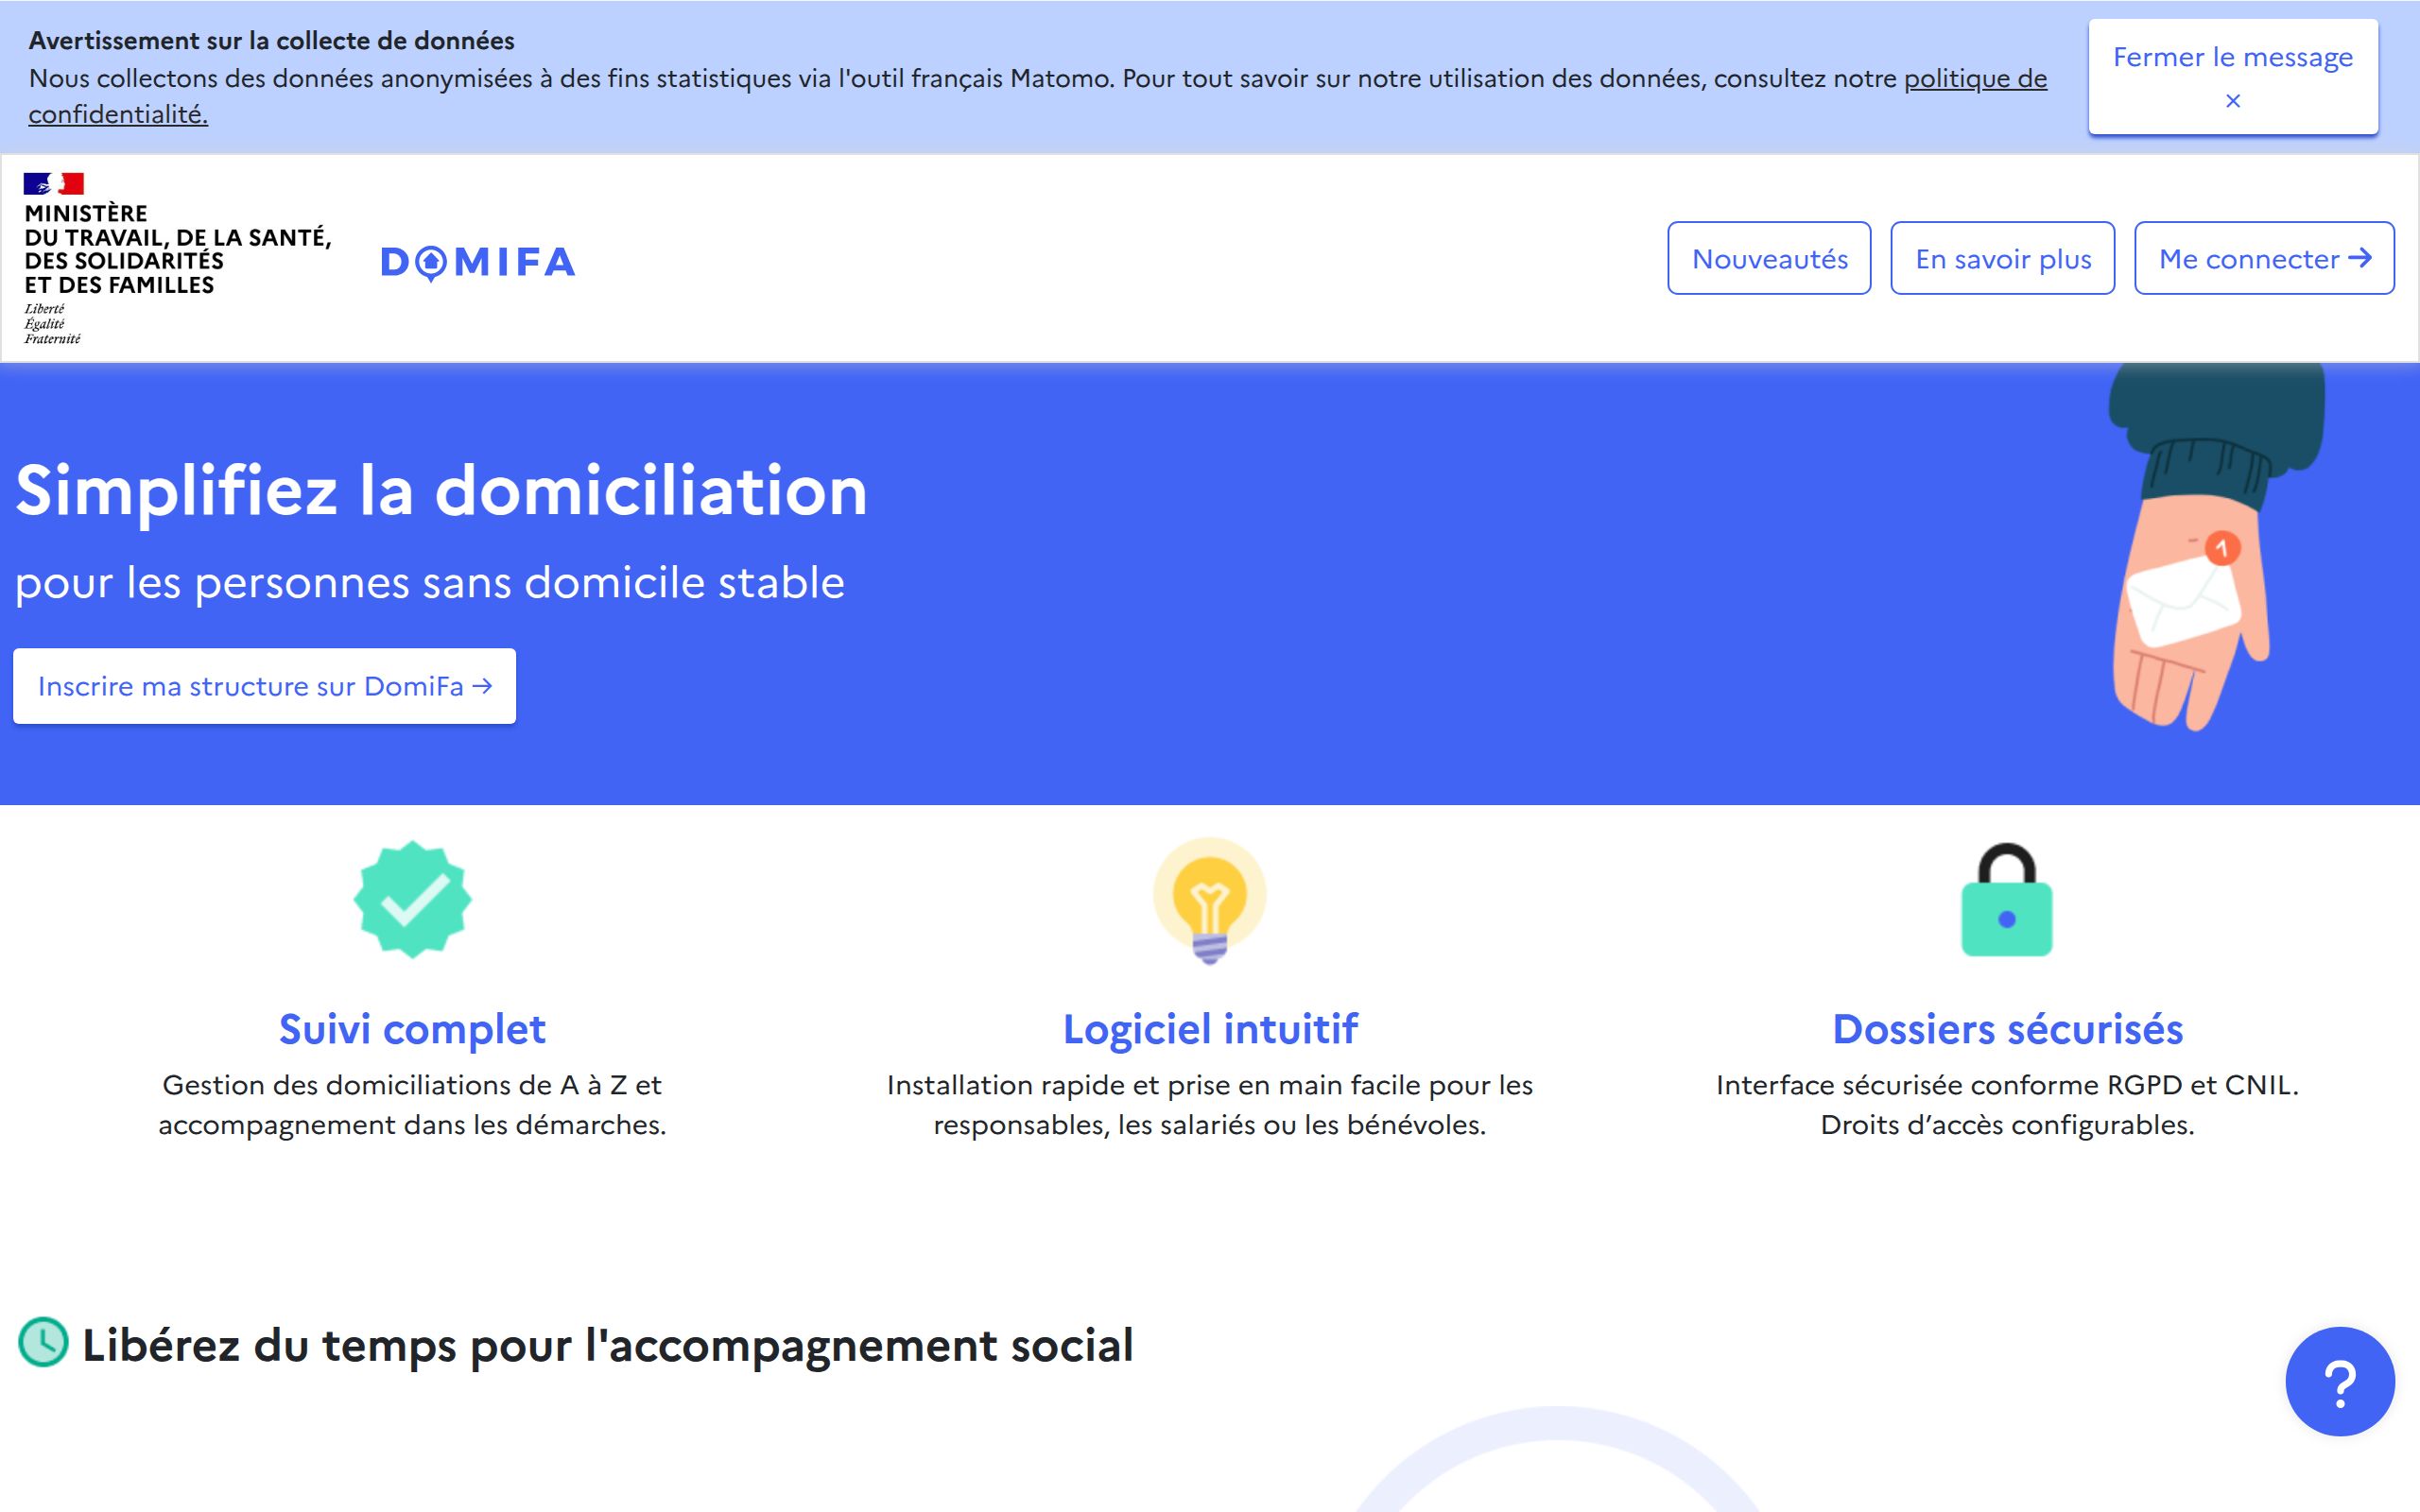 Avertissement sur la collecte de données
Nous collectons des données anonymisées à des fins statistiques via l'outil français Matomo. Pour tout savoir sur notre utilisation des données, consultez notre politique de
confidentialité.
Fermer le message
×
MINISTÈRE
DU TRAVAIL, DE LA SANTÉ,
DES SOLIDARITÉS
ET DES FAMILLES
Liberté
Égalité
Fraternité
DOMIFA
Nouveautés
En savoir plus
Me connecter →
Simplifiez la domiciliation
pour les personnes sans domicile stable
Inscrire ma structure sur DomiFa →
1
Suivi complet
Gestion des domiciliations de A à Z et
accompagnement dans les démarches.
Logiciel intuitif
Installation rapide et prise en main facile pour les
responsables, les salariés ou les bénévoles.
Dossiers sécurisés
Interface sécurisée conforme RGPD et CNIL.
Droits d’accès configurables.
Libérez du temps pour l'accompagnement social
?